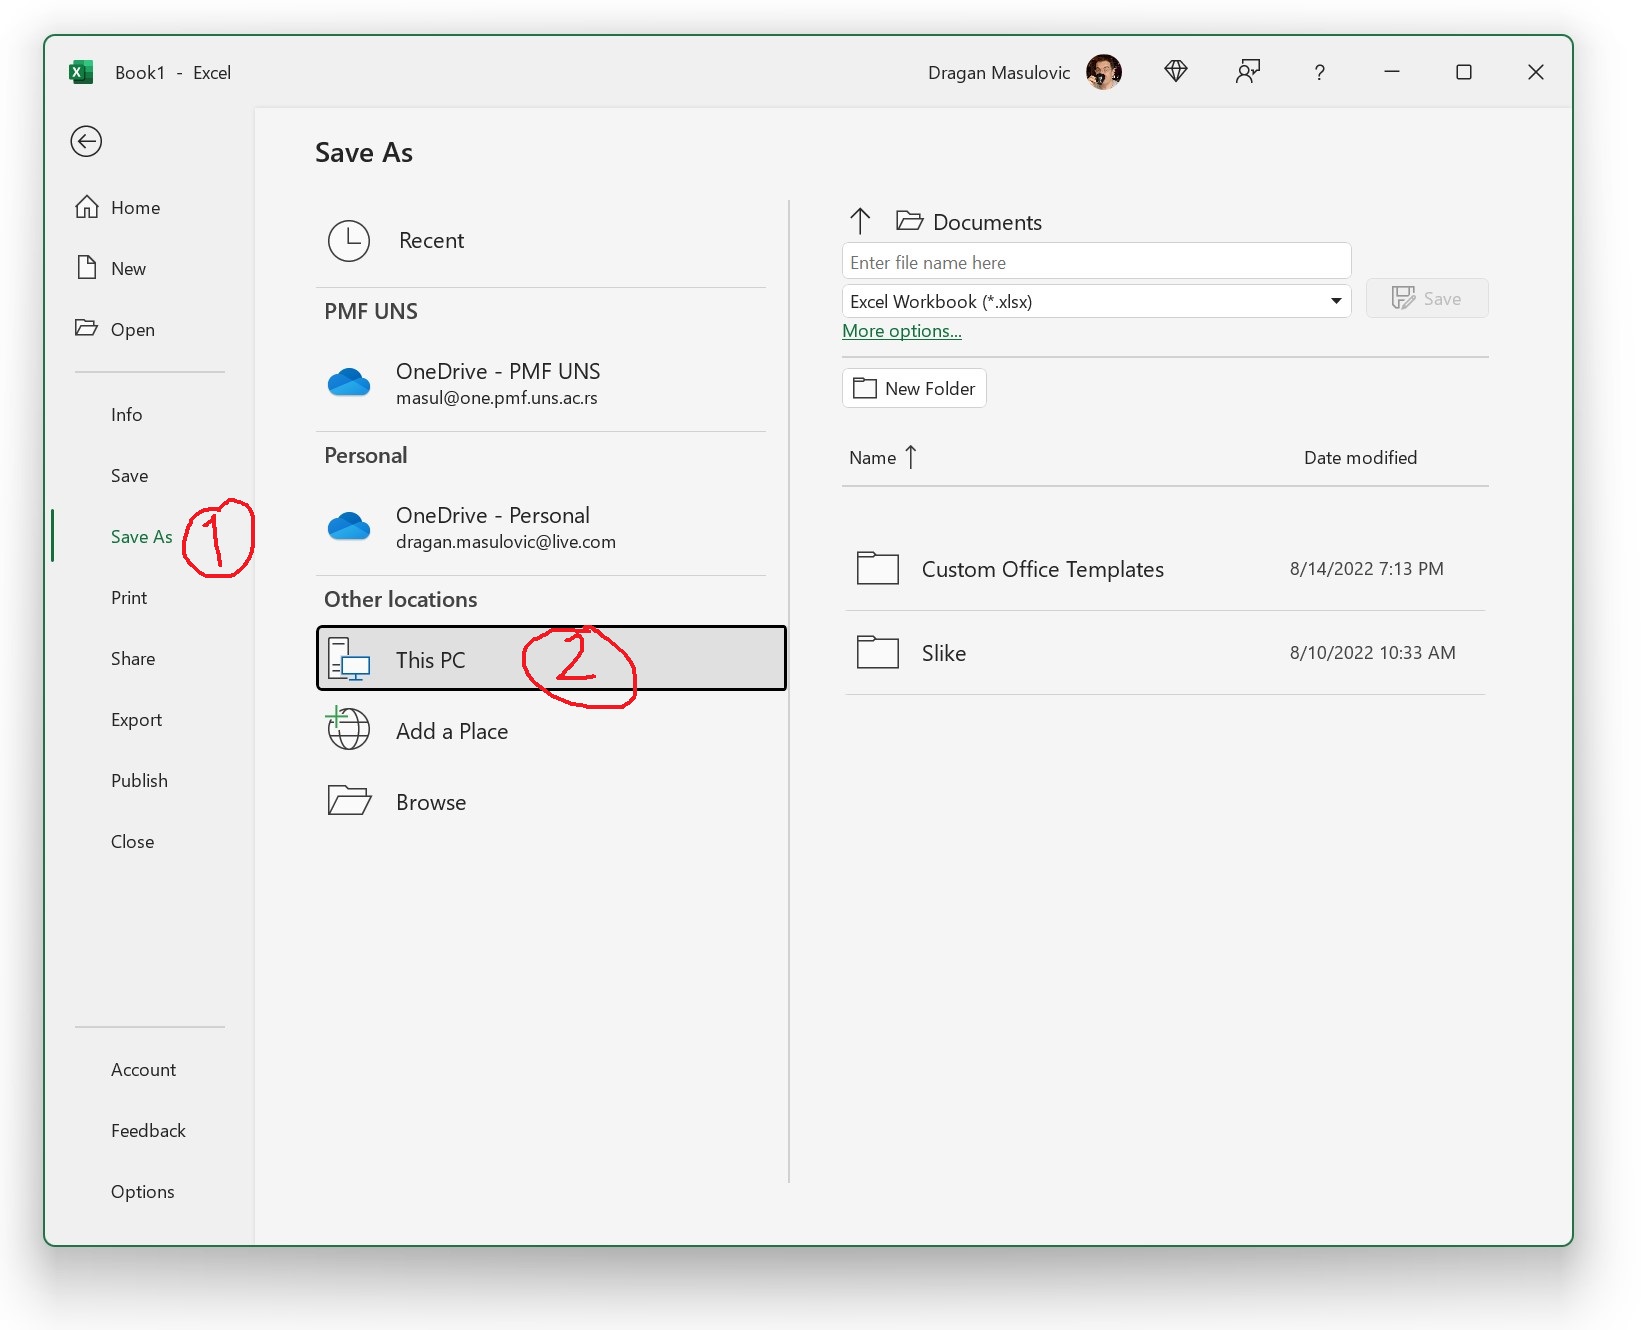 Book1 - Excel
Dragan Masulovic
?
Home
New
Open
Info
Save
Save As
1
Print
Share
Export
Publish
Close
Account
Feedback
Options
Save As
Recent
PMF UNS
OneDrive - PMF UNS
masul@one.pmf.uns.ac.rs
Personal
OneDrive - Personal
dragan.masulovic@live.com
Other locations
This PC
2
Add a Place
Browse
Documents
Enter file name here
Excel Workbook (*.xlsx)
Save
More options...
New Folder
Name ↑ Date modified
Custom Office Templates 8/14/2022 7:13 PM
Slike 8/10/2022 10:33 AM